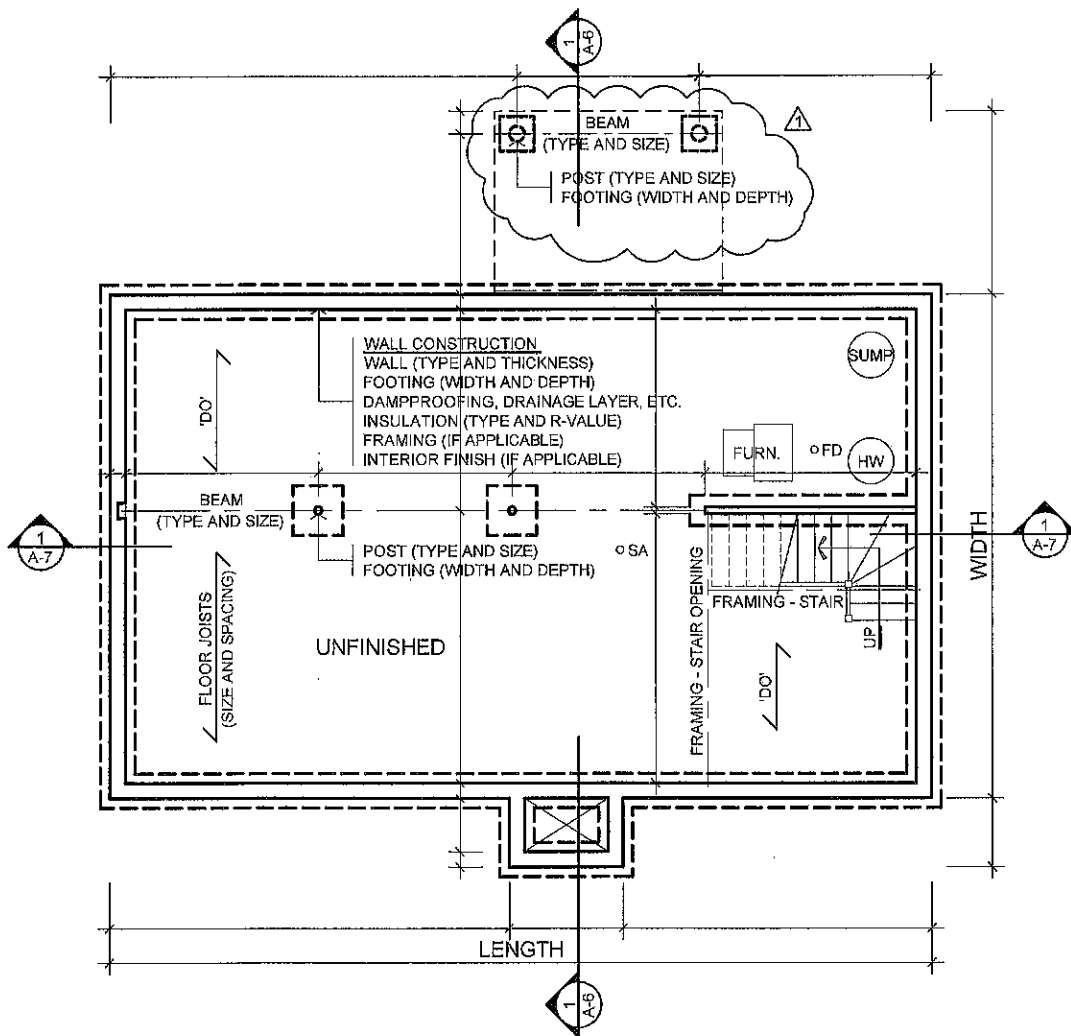 1
A-6
BEAM
(TYPE AND SIZE)
1
POST (TYPE AND SIZE)
FOOTING (WIDTH AND DEPTH)
WALL CONSTRUCTION
WALL (TYPE AND THICKNESS)
FOOTING (WIDTH AND DEPTH)
DAMPPROOFING, DRAINAGE LAYER, ETC.
INSULATION (TYPE AND R-VALUE)
FRAMING (IF APPLICABLE)
INTERIOR FINISH (IF APPLICABLE)
SUMP
'DO'
FURN.
FD
HW
BEAM
(TYPE AND SIZE)
1
A-7
POST (TYPE AND SIZE)
FOOTING (WIDTH AND DEPTH)
SA
1
A-7
WIDTH
FLOOR JOISTS
(SIZE AND SPACING)
UNFINISHED
FRAMING - STAIR OPENING
FRAMING - STAIR
UP
'DO'
LENGTH
1
A-6